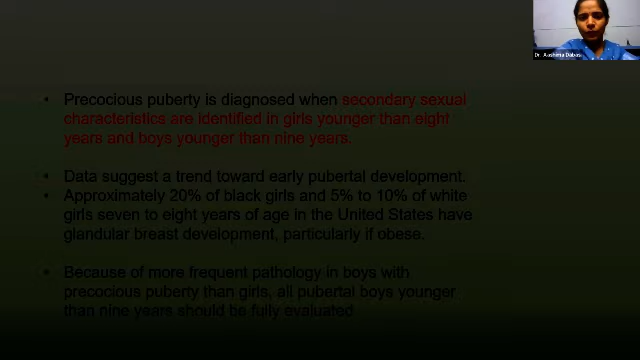 Dr. Aashima Dabas
• Precocious puberty is diagnosed when secondary sexual
characteristics are identified in girls younger than eight
years and boys younger than nine years.
• Data suggest a trend toward early pubertal development.
• Approximately 20% of black girls and 5% to 10% of white
girls seven to eight years of age in the United States have
glandular breast development, particularly if obese.
• Because of more frequent pathology in boys with
precocious puberty than girls, all pubertal boys younger
than nine years should be fully evaluated